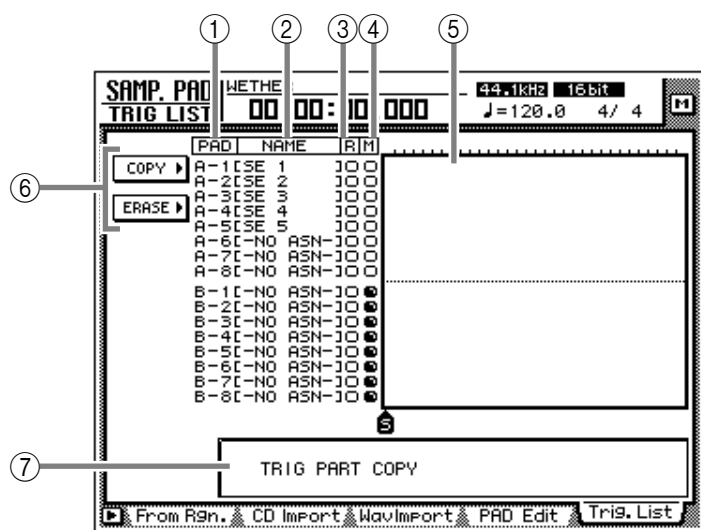 ① ② ③ ④ ⑤
SAMP. PAD WETHER 44.1kHz 16bit
TRIG LIST 00 00:00 000 ♩=120.0 4/ 4 M
PAD NAME R M
⑥
COPY
ERASE
A-1[SE 1 ]
A-2[SE 2 ]
A-3[SE 3 ]
A-4[SE 4 ]
A-5[SE 5 ]
A-6[-NO ASN-]
A-7[-NO ASN-]
A-8[-NO ASN-]
B-1[-NO ASN-]
B-2[-NO ASN-]
B-3[-NO ASN-]
B-4[-NO ASN-]
B-5[-NO ASN-]
B-6[-NO ASN-]
B-7[-NO ASN-]
B-8[-NO ASN-]
S
⑦ TRIG PART COPY
From Rgn. CD Import WavImport PAD Edit Trig. List